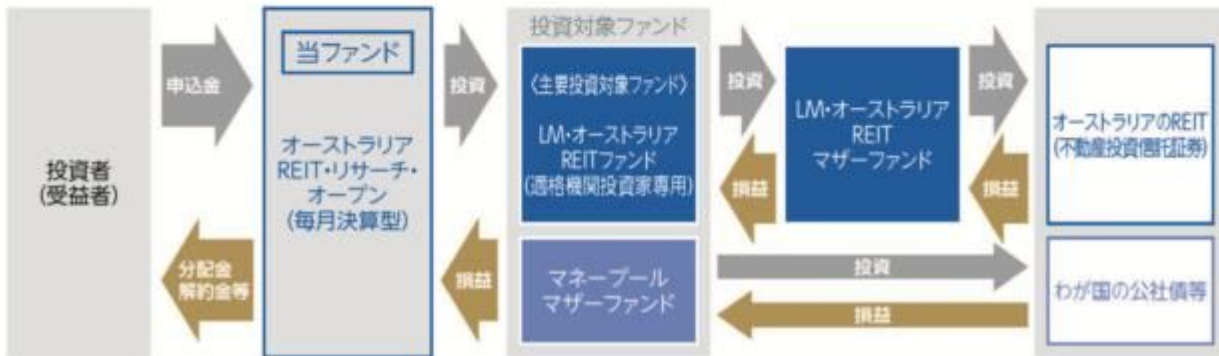 投資者
(受益者)
申込金
分配金
解約金等
当ファンド
オーストラリア
REIT・リサーチ・
オープン
(毎月決算型)
投資
損益
投資対象ファンド
〈主要投資対象ファンド〉
LM・オーストラリア
REITファンド
(適格機関投資家専用)
マネープール
マザーファンド
投資
損益
LM・オーストラリア
REIT
マザーファンド
投資
損益
投資
損益
オーストラリアのREIT
(不動産投資信託証券)
わが国の公社債等